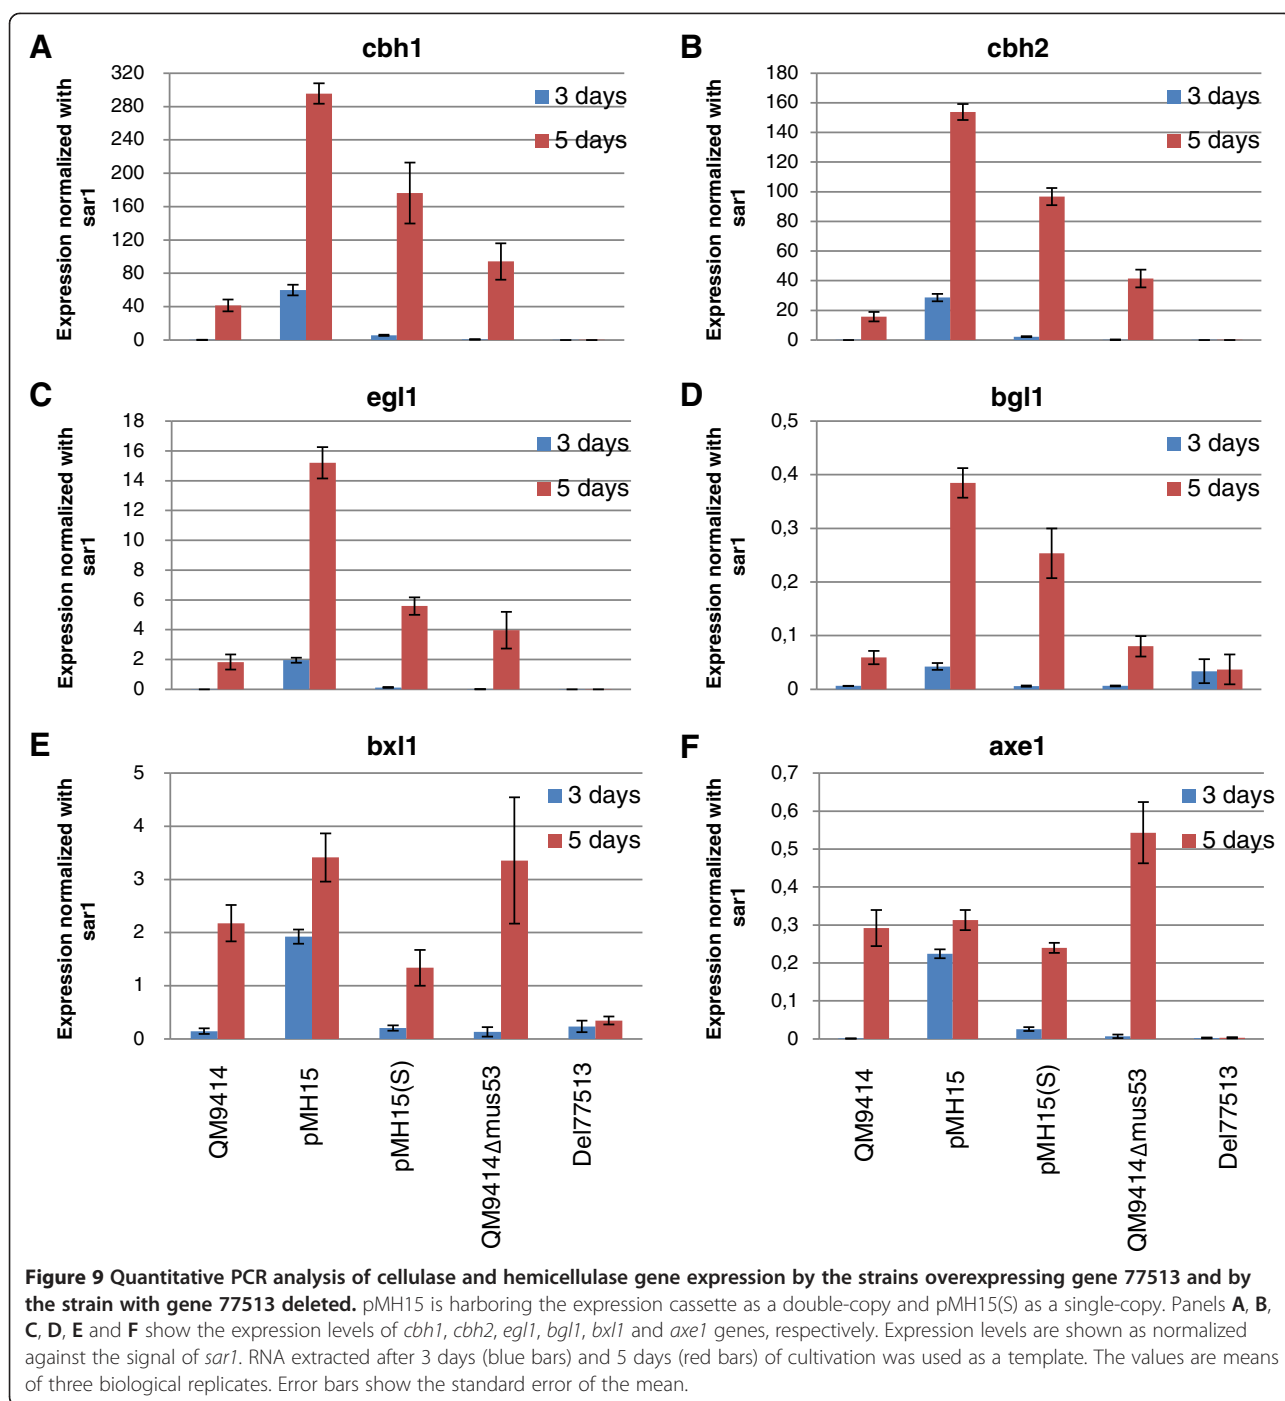 A
cbh1
Expression normalized with
sar1
320
280
240
200
160
120
80
40
0
3 days
5 days
B
cbh2
Expression normalized with
sar1
180
160
140
120
100
80
60
40
20
0
3 days
5 days
C
egl1
Expression normalized with
sar1
18
16
14
12
10
8
6
4
2
0
3 days
5 days
D
bgl1
Expression normalized with
sar1
0,5
0,4
0,3
0,2
0,1
0
3 days
5 days
E
bxl1
Expression normalized with
sar1
5
4
3
2
1
0
3 days
5 days
QM9414
pMH15
pMH15(S)
QM9414Δmus53
Del77513
F
axe1
Expression normalized with
sar1
0,7
0,6
0,5
0,4
0,3
0,2
0,1
0
3 days
5 days
QM9414
pMH15
pMH15(S)
QM9414Δmus53
Del77513
Figure 9 Quantitative PCR analysis of cellulase and hemicellulase gene expression by the strains overexpressing gene 77513 and by
the strain with gene 77513 deleted. pMH15 is harboring the expression cassette as a double-copy and pMH15(S) as a single-copy. Panels A, B,
C, D, E and F show the expression levels of cbh1, cbh2, egl1, bgl1, bxl1 and axe1 genes, respectively. Expression levels are shown as normalized
against the signal of sar1. RNA extracted after 3 days (blue bars) and 5 days (red bars) of cultivation was used as a template. The values are means
of three biological replicates. Error bars show the standard error of the mean.